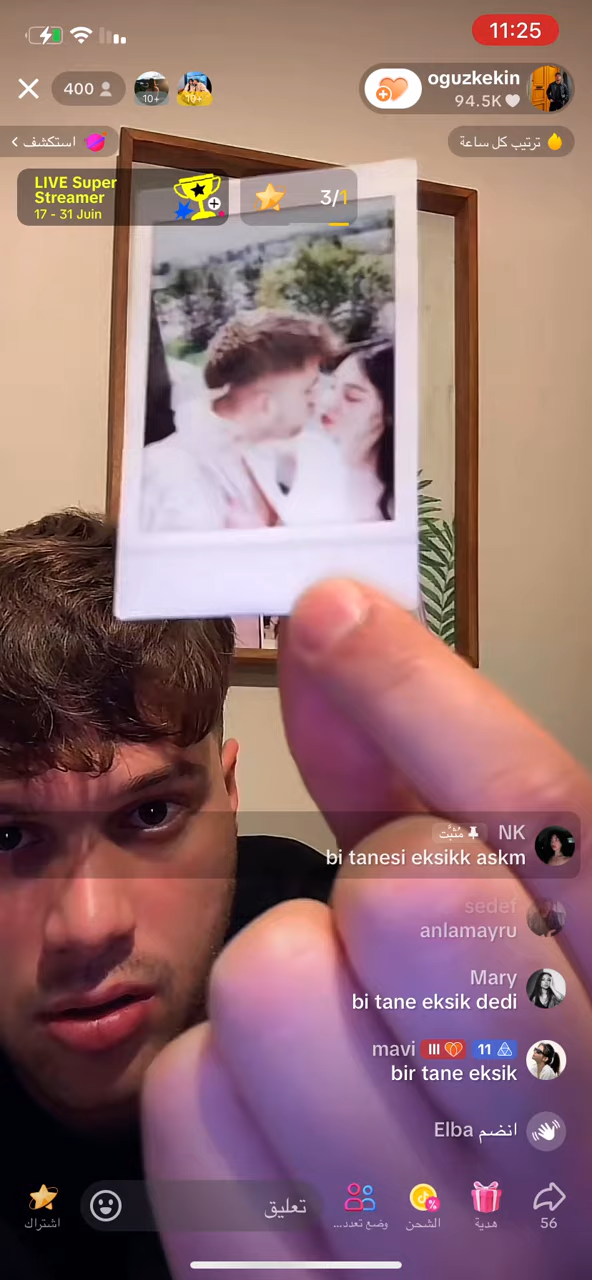 11:25
400
10+
10+
oguzkekin
94.5K
استكشف
ترتيب كل ساعة
LIVE Super
Streamer
17 - 31 Juin
3/1
NK مُثبَّت
bi tanesi eksikk askm
sedef
anlamayru
Mary
bi tane eksik dedi
mavi III 11
bir tane eksik
Elba انضم
اشتراك
تعليق
وضع تعدد...
الشحن
هدية
56